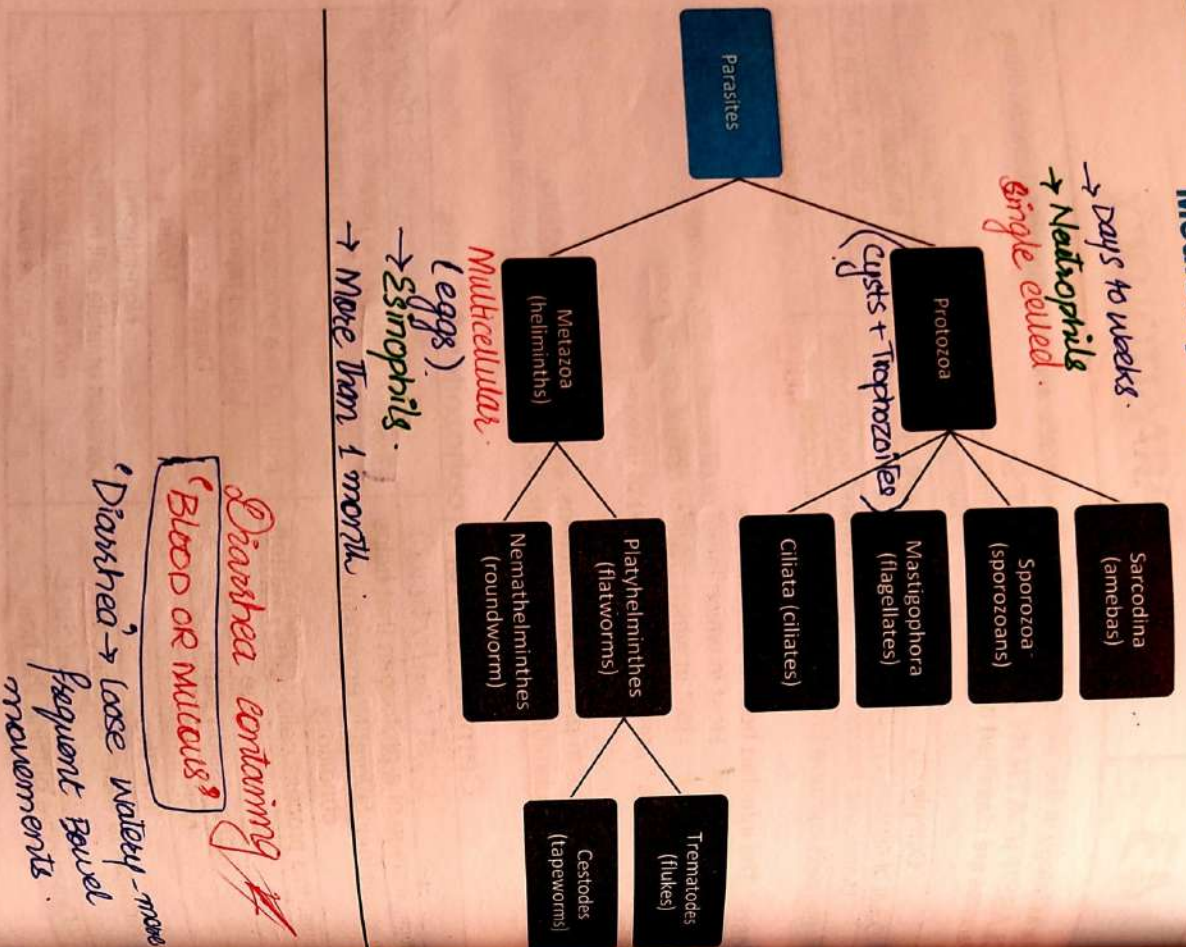 → Days to weeks.
→ Neutrophils
single celled.
Parasites
Protozoa
(Cysts + Trophozoites)
Sarcodina
(amebas)
Sporozoa
(sporozoans)
Mastigophora
(flagellates)
Ciliata (ciliates)
Metazoa
(heliminths)
Multicellular.
(eggs).
→ Esinophils.
→ More than 1 month
Platyhelminthes
(flatworms)
Nemathelminthes
(roundworm)
Trematodes
(flukes)
Cestodes
(tapeworms)
Diarrhea containing
"BLOOD OR MUCOUS"
'Diarrhea' → loose watery - more
frequent Bowel
movements.